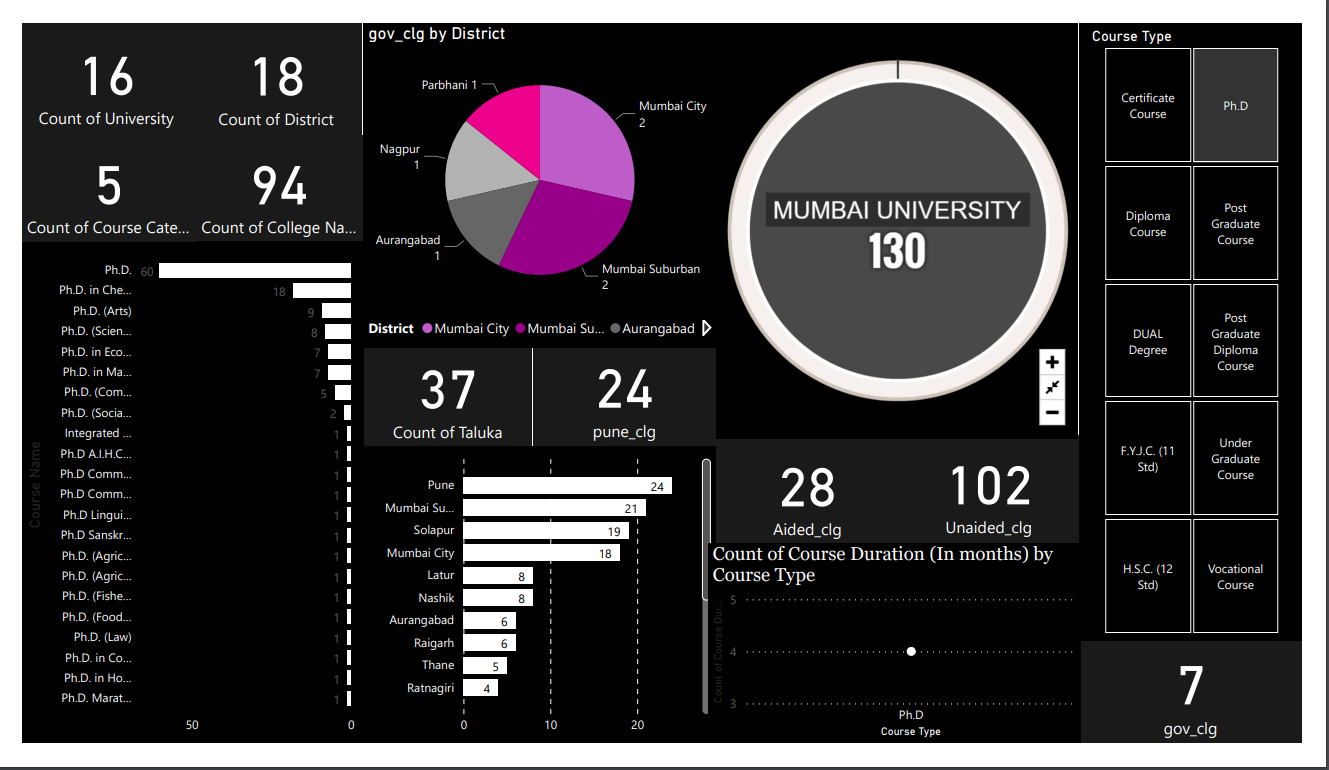 16
Count of University
18
Count of District
5
Count of Course Cate...
94
Count of College Na...
Course Name
Ph.D. 60
Ph.D. in Che... 18
Ph.D. (Arts) 9
Ph.D. (Scien... 8
Ph.D. in Eco... 7
Ph.D. in Ma... 7
Ph.D. (Com... 5
Ph.D. (Socia... 2
Integrated ... 1
Ph.D A.I.H.C... 1
Ph.D Comm... 1
Ph.D Comm... 1
Ph.D Lingui... 1
Ph.D Sanskr... 1
Ph.D. (Agric... 1
Ph.D. (Agric... 1
Ph.D. (Fishe... 1
Ph.D. (Food... 1
Ph.D. (Law) 1
Ph.D. in Co... 1
Ph.D. in Ho... 1
Ph.D. Marat... 1
50 0
gov_clg by District
Parbhani 1
Mumbai City
2
Nagpur
1
Aurangabad
1
Mumbai Suburban
2
District Mumbai City Mumbai Su... Aurangabad
37
Count of Taluka
24
pune_clg
Pune 24
Mumbai Su... 21
Solapur 19
Mumbai City 18
Latur 8
Nashik 8
Aurangabad 6
Raigarh 6
Thane 5
Ratnagiri 4
0 10 20
MUMBAI UNIVERSITY
130
28
Aided_clg
102
Unaided_clg
Count of Course Duration (In months) by
Course Type
Count of Course Dur...
5
4
3
Ph.D
Course Type
Course Type
Certificate
Course
Ph.D
Diploma
Course
Post
Graduate
Course
DUAL
Degree
Post
Graduate
Diploma
Course
F.Y.J.C. (11
Std)
Under
Graduate
Course
H.S.C. (12
Std)
Vocational
Course
7
gov_clg